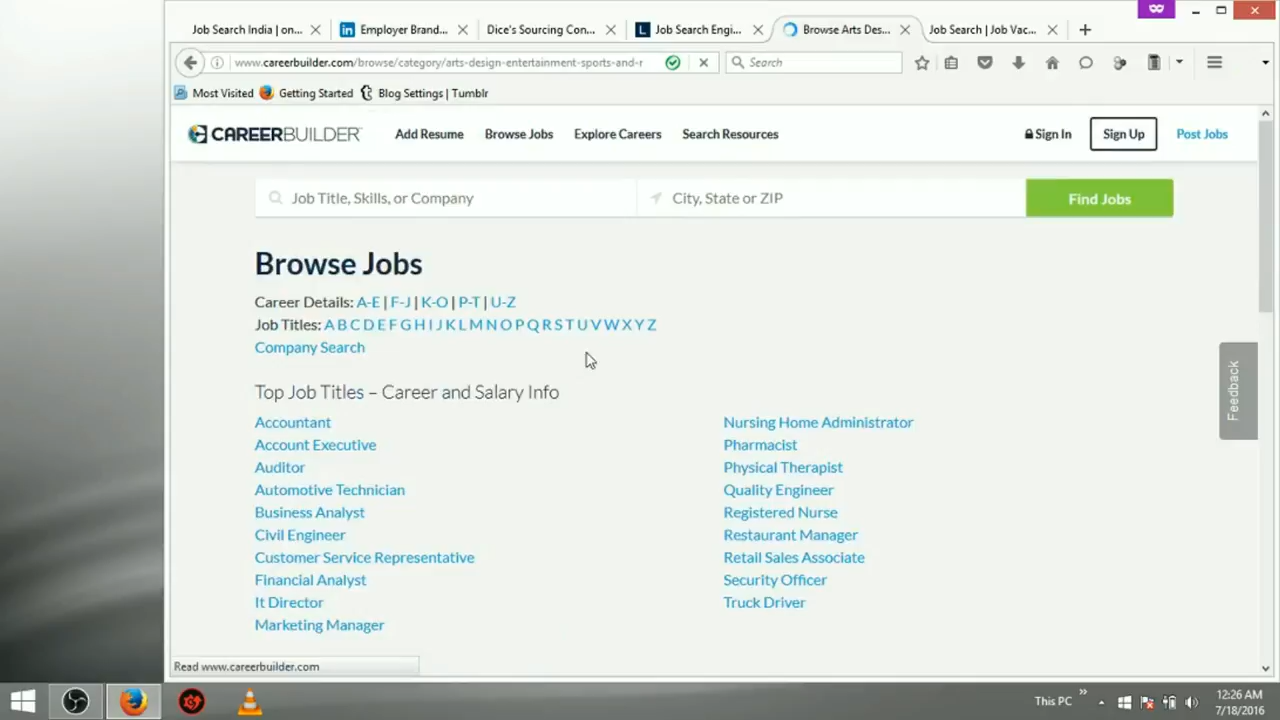 Job Search India | on...
Employer Brand...
Dice's Sourcing Con...
Job Search Engi...
Browse Arts Des...
Job Search | Job Vac...
www.careerbuilder.com/browse/category/arts-design-entertainment-sports-and-r
Search
Most Visited
Getting Started
Blog Settings | Tumblr
CAREERBUILDER
Add Resume
Browse Jobs
Explore Careers
Search Resources
Sign In
Sign Up
Post Jobs
Job Title, Skills, or Company
City, State or ZIP
Find Jobs
Browse Jobs
Career Details: A-E | F-J | K-O | P-T | U-Z
Job Titles: A B C D E F G H I J K L M N O P Q R S T U V W X Y Z
Company Search
Feedback
Top Job Titles – Career and Salary Info
Accountant
Account Executive
Auditor
Automotive Technician
Business Analyst
Civil Engineer
Customer Service Representative
Financial Analyst
It Director
Marketing Manager
Nursing Home Administrator
Pharmacist
Physical Therapist
Quality Engineer
Registered Nurse
Restaurant Manager
Retail Sales Associate
Security Officer
Truck Driver
Read www.careerbuilder.com
This PC
12:26 AM
7/18/2016